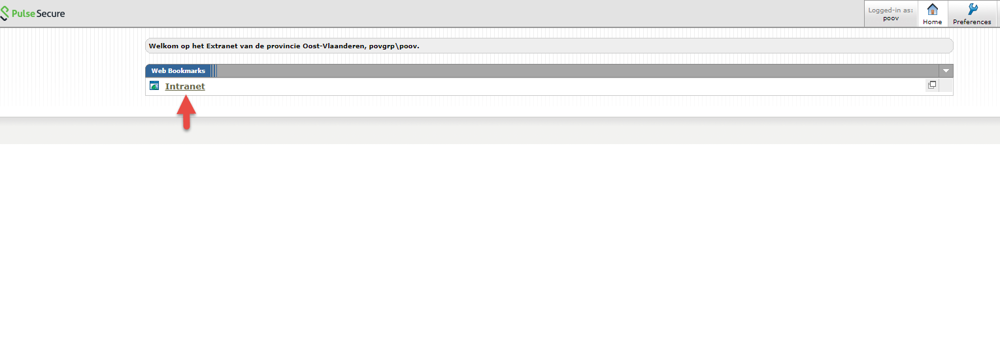 Pulse Secure
Logged-in as:
poov
Home
Preferences
Welkom op het Extranet van de provincie Oost-Vlaanderen, povgrp\poov.
Web Bookmarks
Intranet